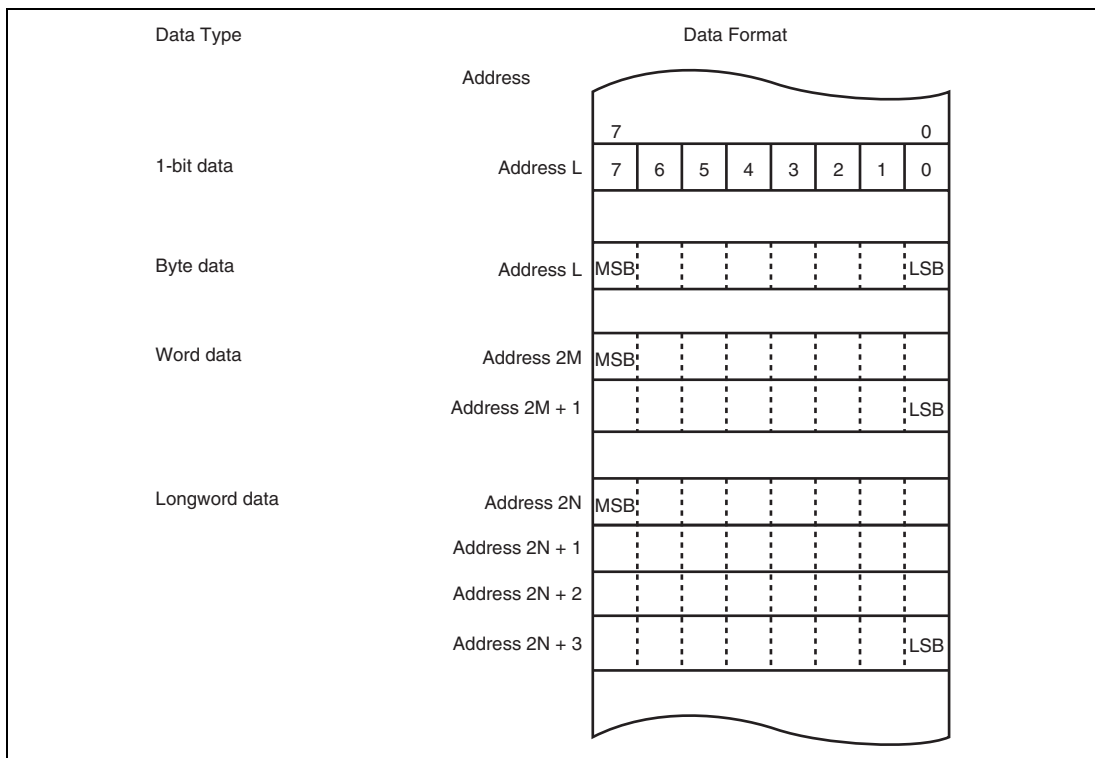 Data Type Data Format
Address
7 0
1-bit data Address L 7 6 5 4 3 2 1 0
Byte data Address L MSB LSB
Word data Address 2M MSB
Address 2M + 1 LSB
Longword data Address 2N MSB
Address 2N + 1
Address 2N + 2
Address 2N + 3 LSB